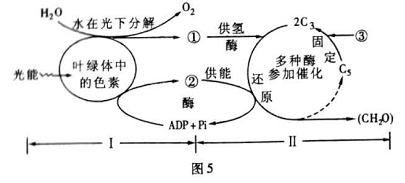 H₂O
水在光下分解
O₂
光能
叶绿体中
的色素
①
供氢
酶
②
供能
酶
ADP+Pi
还
原
2C₃
多种酶
参加催化
固
定
③
C₅
(CH₂O)
Ⅰ
Ⅱ
图5